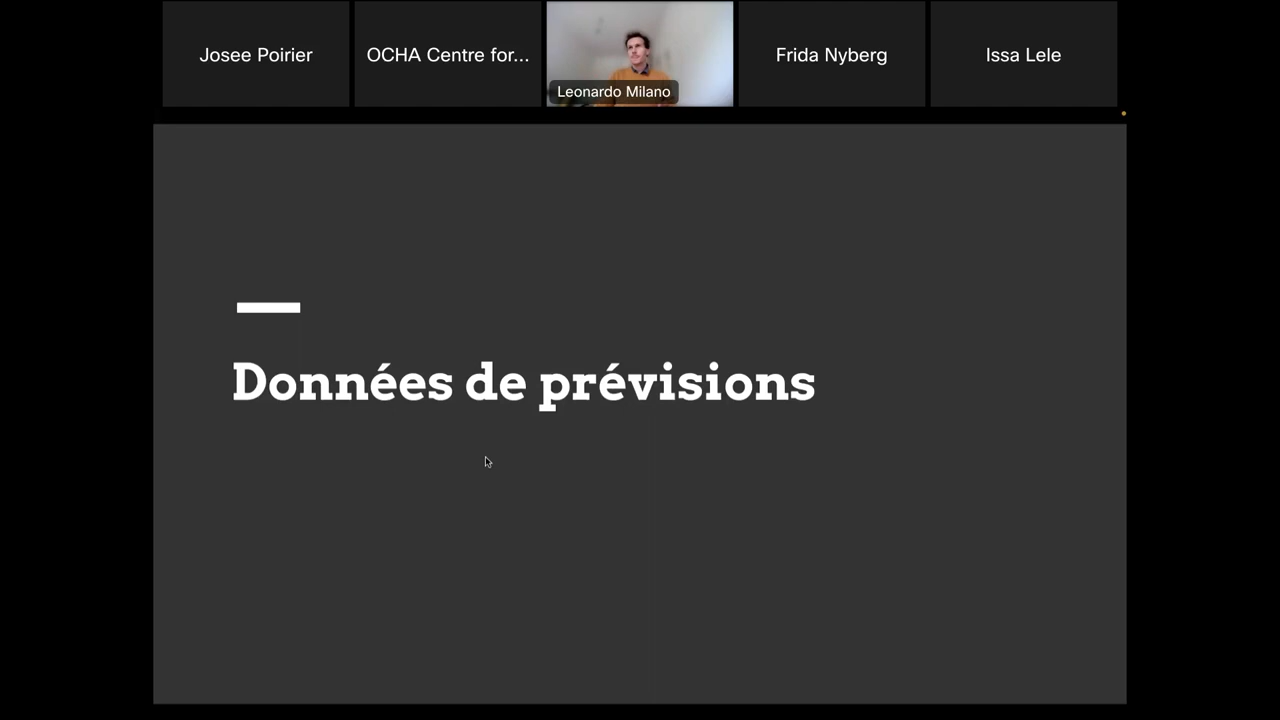 Josee Poirier
OCHA Centre for...
Leonardo Milano
Frida Nyberg
Issa Lele
Données de prévisions